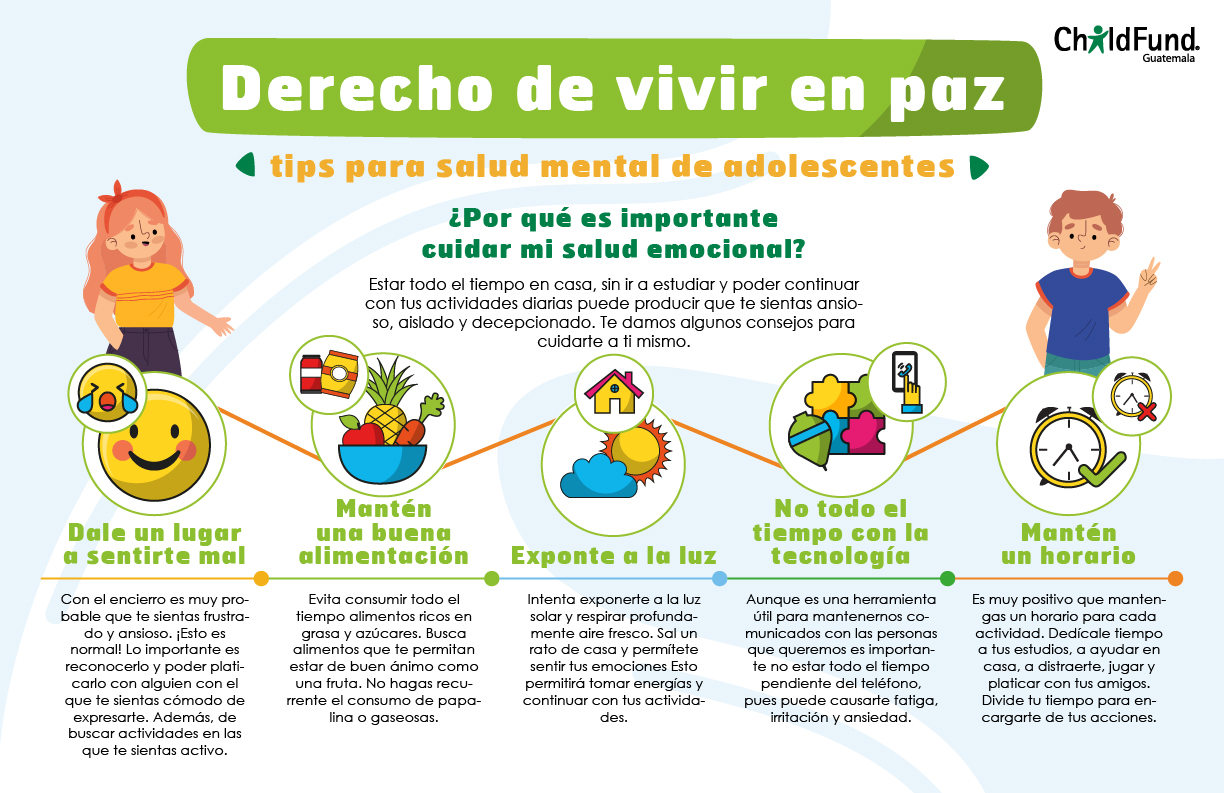 ChildFund.
Guatemala
Derecho de vivir en paz
tips para salud mental de adolescentes
¿Por qué es importante
cuidar mi salud emocional?
Estar todo el tiempo en casa, sin ir a estudiar y poder continuar
con tus actividades diarias puede producir que te sientas ansio-
so, aislado y decepcionado. Te damos algunos consejos para
cuidarte a ti mismo.
Dale un lugar
a sentirte mal
Con el encierro es muy pro-
bable que te sientas frustra-
do y ansioso. ¡Esto es
normal! Lo importante es
reconocerlo y poder plati-
carlo con alguien con el
que te sientas cómodo de
expresarte. Además, de
buscar actividades en las
que te sientas activo.
Mantén
una buena
alimentación
Evita consumir todo el
tiempo alimentos ricos en
grasa y azúcares. Busca
alimentos que te permitan
estar de buen ánimo como
una fruta. No hagas recu-
rrente el consumo de papa-
lina o gaseosas.
Exponte a la luz
Intenta exponerte a la luz
solar y respirar profunda-
mente aire fresco. Sal un
rato de casa y permítete
sentir tus emociones Esto
permitirá tomar energías y
continuar con tus activida-
des.
No todo el
tiempo con la
tecnología
Aunque es una herramienta
útil para mantenernos co-
municados con las personas
que queremos es importan-
te no estar todo el tiempo
pendiente del teléfono,
pues puede causarte fatiga,
irritación y ansiedad.
Mantén
un horario
Es muy positivo que manten-
gas un horario para cada
actividad. Dedícale tiempo
a tus estudios, a ayudar en
casa, a distraerte, jugar y
platicar con tus amigos.
Divide tu tiempo para en-
cargarte de tus acciones.